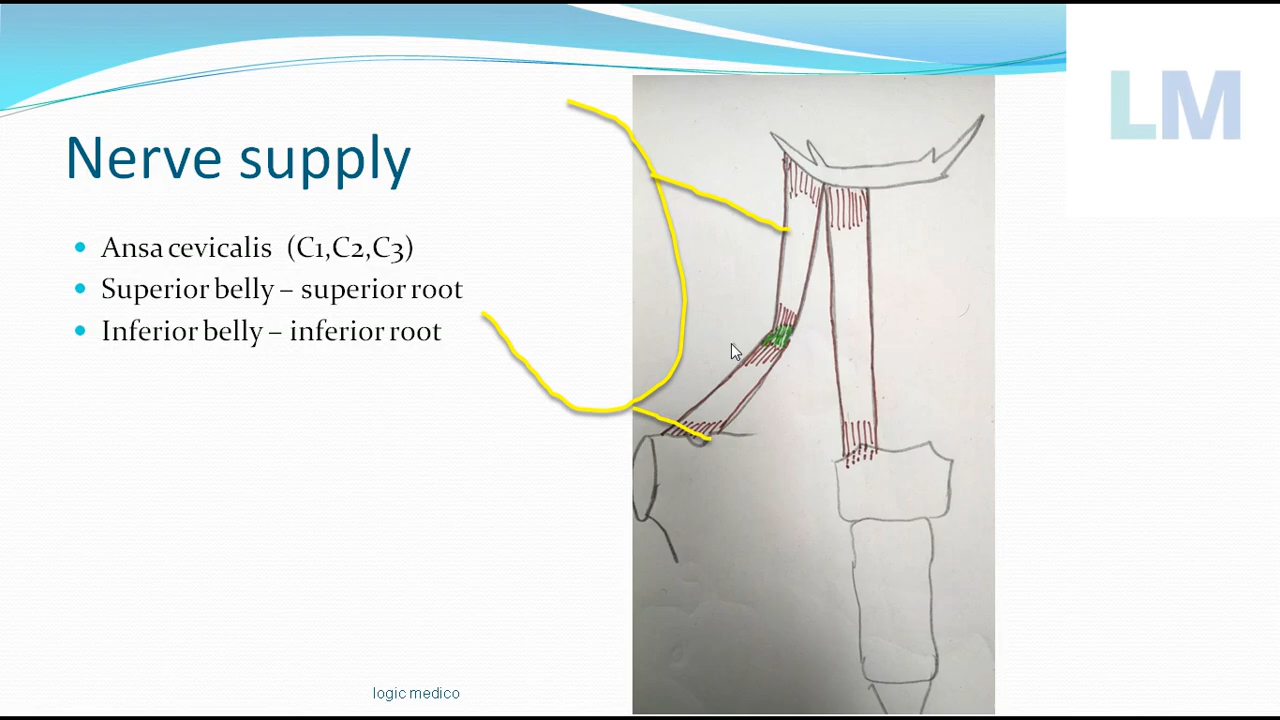 LM
Nerve supply
Ansa cevicalis (C1,C2,C3)
Superior belly – superior root
Inferior belly – inferior root
logic medico